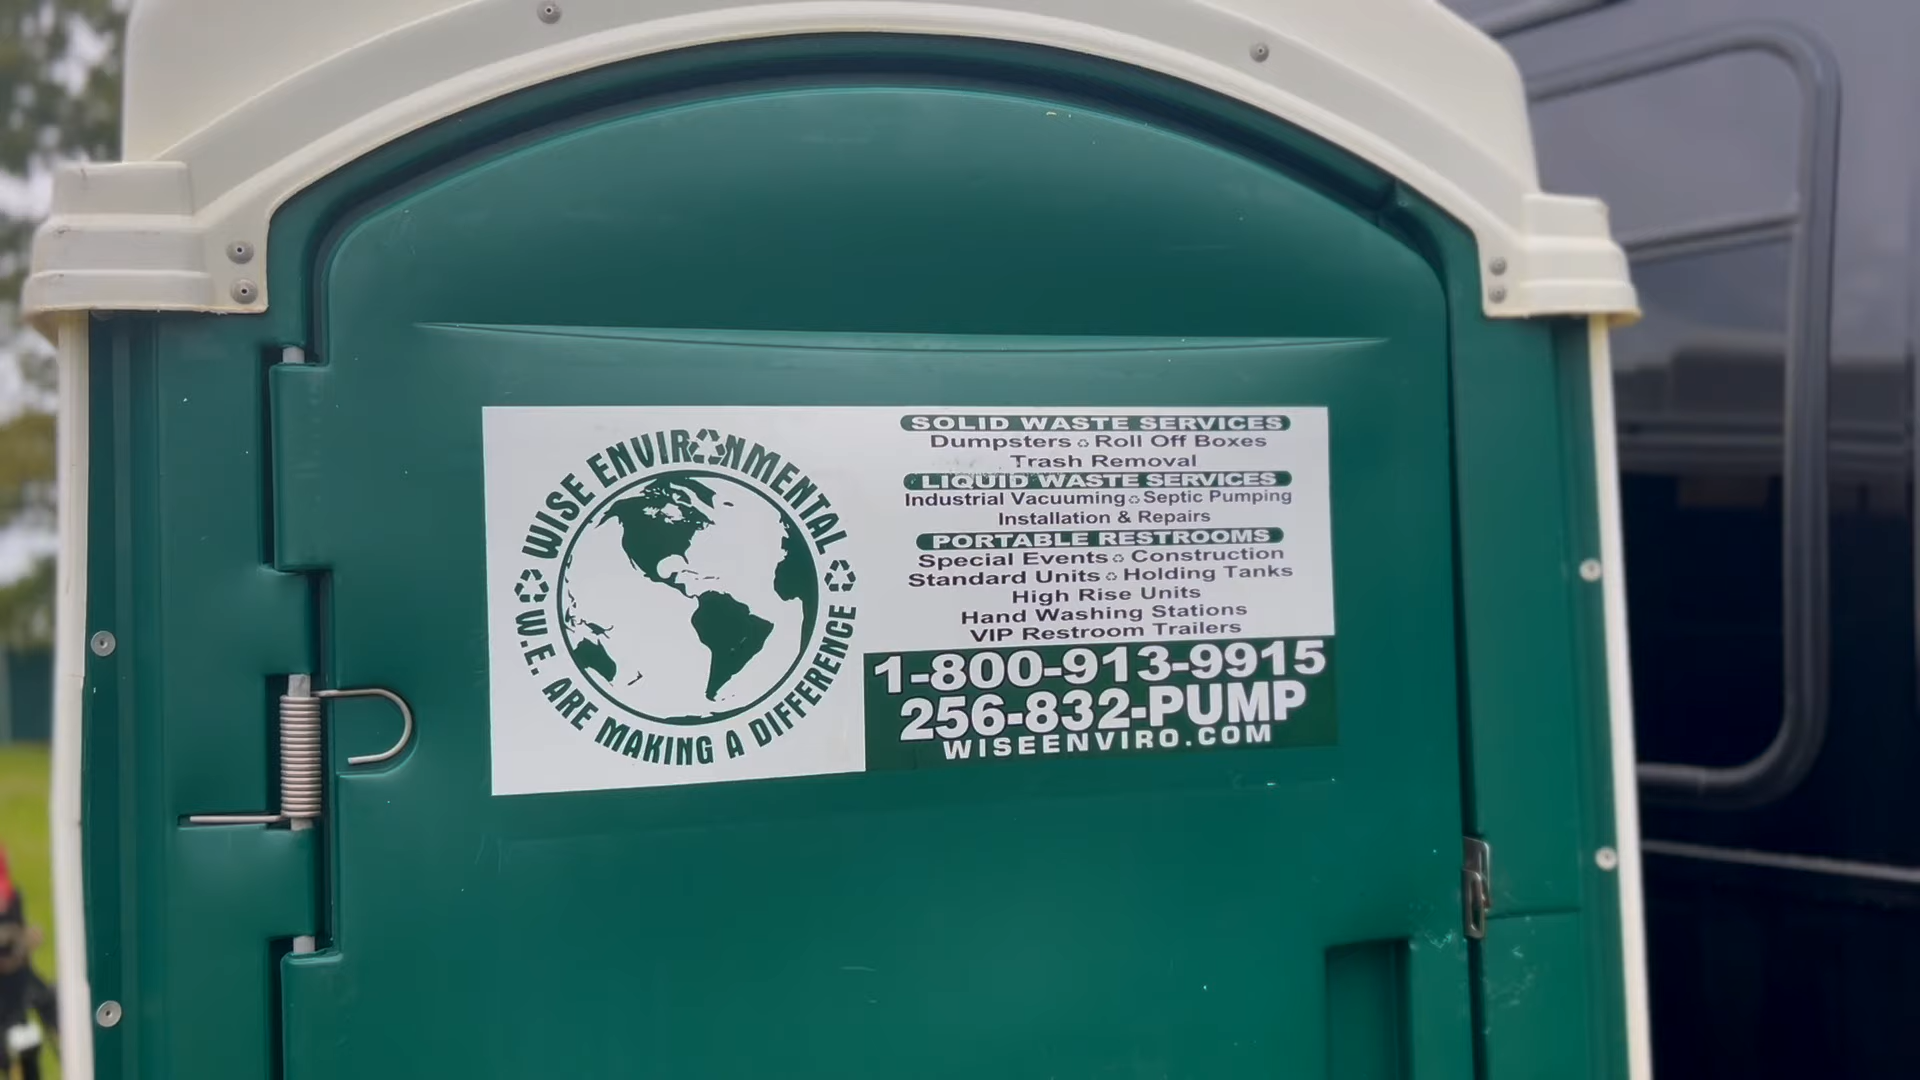 WISE ENVIRONMENTAL
W.E. ARE MAKING A DIFFERENCE
SOLID WASTE SERVICES
Dumpsters Roll Off Boxes
Trash Removal
LIQUID WASTE SERVICES
Industrial Vacuuming Septic Pumping
Installation & Repairs
PORTABLE RESTROOMS
Special Events Construction
Standard Units Holding Tanks
High Rise Units
Hand Washing Stations
VIP Restroom Trailers
1-800-913-9915
256-832-PUMP
WISEENVIRO.COM